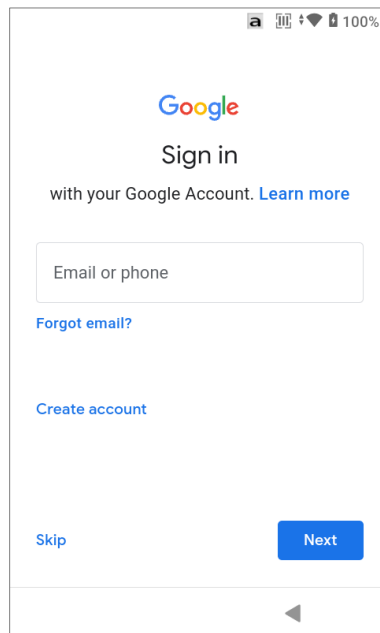 a 100%
Google
Sign in
with your Google Account. Learn more
Email or phone
Forgot email?
Create account
Skip Next